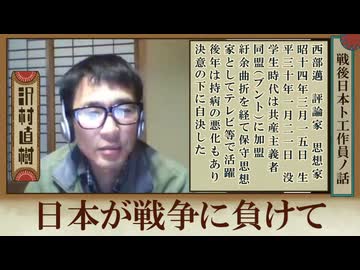 戦後日本ト工作員ノ話
西部邁 評論家 思想家
昭十四年三月一五日 生
平三十年一月二一日 没
学生時代は共産主義者
同盟(ブント)に加盟
紆余曲折を経て保守思想
家としてテレビ等で活躍
後年は持病の悪化もあり
決意の下に自決した
沢村直樹
日本が戦争に負けて